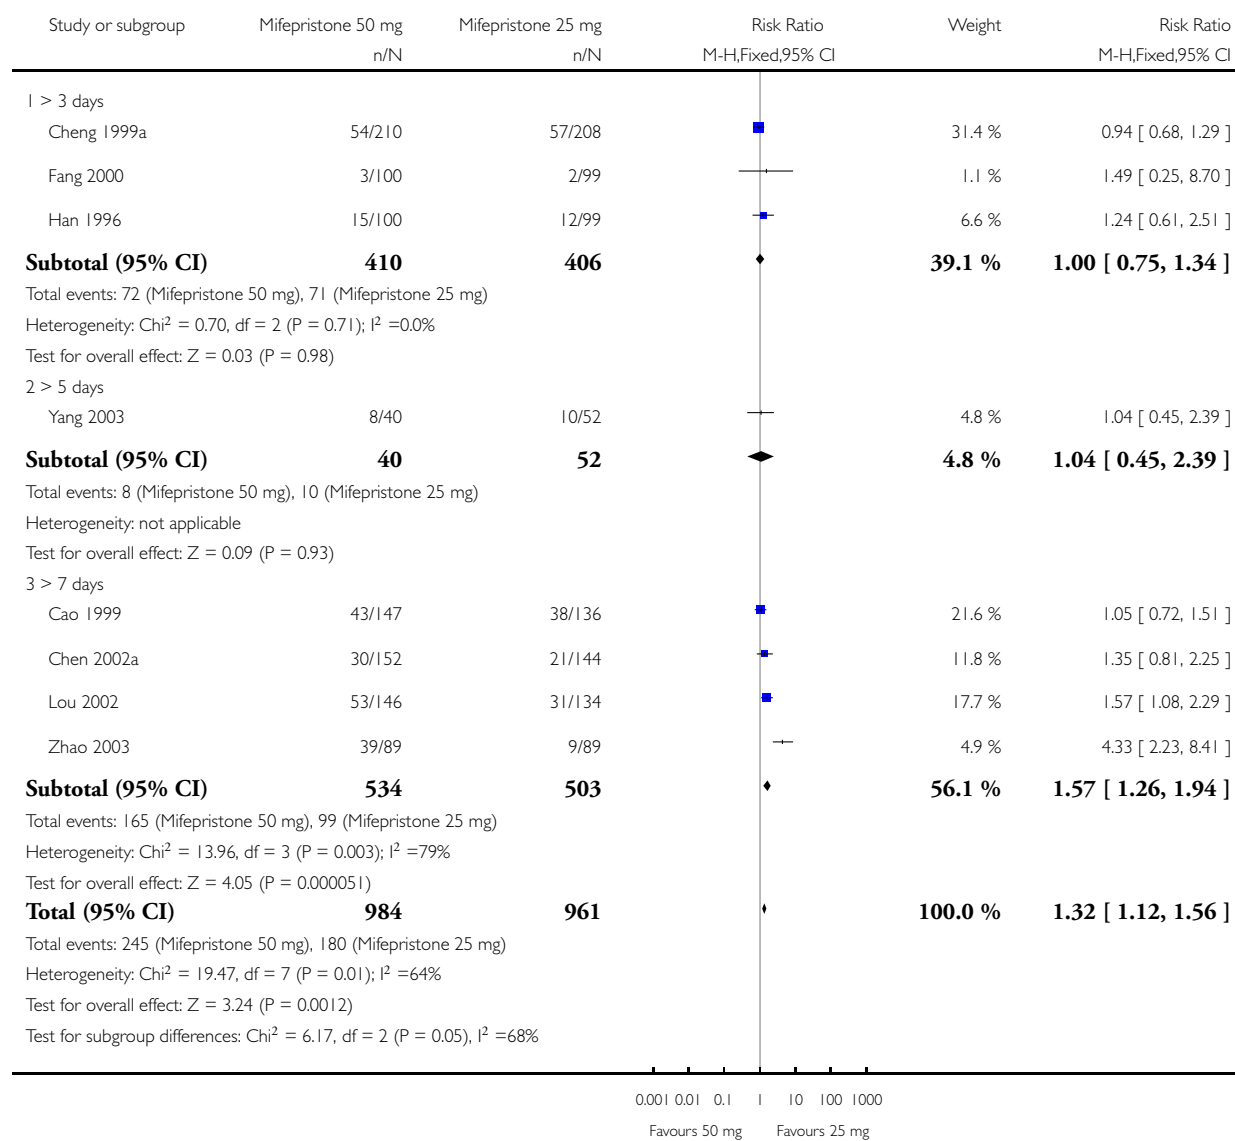 Study or subgroup Mifepristone 50 mg Mifepristone 25 mg Risk Ratio Weight Risk Ratio
n/N n/N M-H,Fixed,95% CI M-H,Fixed,95% CI
1 > 3 days
Cheng 1999a 54/210 57/208 31.4 % 0.94 [ 0.68, 1.29 ]
Fang 2000 3/100 2/99 1.1 % 1.49 [ 0.25, 8.70 ]
Han 1996 15/100 12/99 6.6 % 1.24 [ 0.61, 2.51 ]
Subtotal (95% CI) 410 406 39.1 % 1.00 [ 0.75, 1.34 ]
Total events: 72 (Mifepristone 50 mg), 71 (Mifepristone 25 mg)
Heterogeneity: Chi² = 0.70, df = 2 (P = 0.71); I² =0.0%
Test for overall effect: Z = 0.03 (P = 0.98)
2 > 5 days
Yang 2003 8/40 10/52 4.8 % 1.04 [ 0.45, 2.39 ]
Subtotal (95% CI) 40 52 4.8 % 1.04 [ 0.45, 2.39 ]
Total events: 8 (Mifepristone 50 mg), 10 (Mifepristone 25 mg)
Heterogeneity: not applicable
Test for overall effect: Z = 0.09 (P = 0.93)
3 > 7 days
Cao 1999 43/147 38/136 21.6 % 1.05 [ 0.72, 1.51 ]
Chen 2002a 30/152 21/144 11.8 % 1.35 [ 0.81, 2.25 ]
Lou 2002 53/146 31/134 17.7 % 1.57 [ 1.08, 2.29 ]
Zhao 2003 39/89 9/89 4.9 % 4.33 [ 2.23, 8.41 ]
Subtotal (95% CI) 534 503 56.1 % 1.57 [ 1.26, 1.94 ]
Total events: 165 (Mifepristone 50 mg), 99 (Mifepristone 25 mg)
Heterogeneity: Chi² = 13.96, df = 3 (P = 0.003); I² =79%
Test for overall effect: Z = 4.05 (P = 0.000051)
Total (95% CI) 984 961 100.0 % 1.32 [ 1.12, 1.56 ]
Total events: 245 (Mifepristone 50 mg), 180 (Mifepristone 25 mg)
Heterogeneity: Chi² = 19.47, df = 7 (P = 0.01); I² =64%
Test for overall effect: Z = 3.24 (P = 0.0012)
Test for subgroup differences: Chi² = 6.17, df = 2 (P = 0.05), I² =68%
0.001 0.01 0.1 1 10 100 1000
Favours 50 mg Favours 25 mg